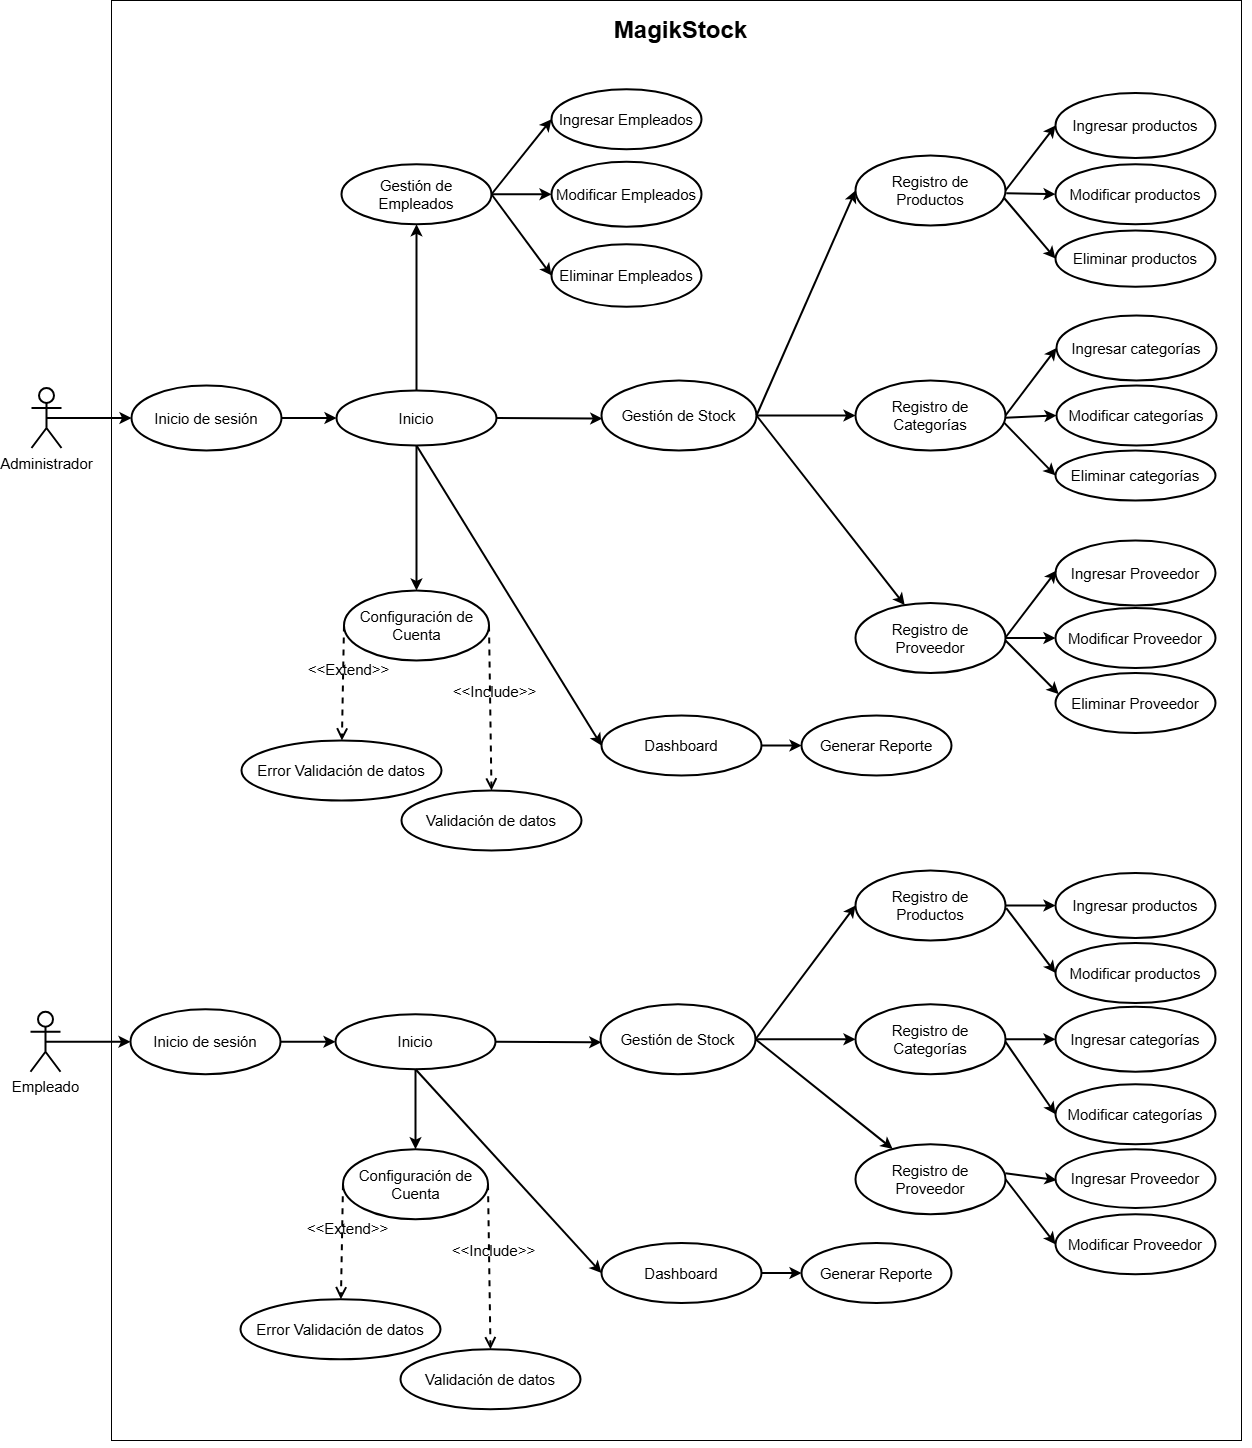 MagikStock
Ingresar Empleados
Gestión de
Empleados
Modificar Empleados
Eliminar Empleados
Registro de
Productos
Ingresar productos
Modificar productos
Eliminar productos
Administrador
Inicio de sesión
Inicio
Gestión de Stock
Registro de
Categorías
Ingresar categorías
Modificar categorías
Eliminar categorías
Configuración de
Cuenta
<<Extend>>
<<Include>>
Error Validación de datos
Validación de datos
Registro de
Proveedor
Ingresar Proveedor
Modificar Proveedor
Eliminar Proveedor
Dashboard
Generar Reporte
Empleado
Inicio de sesión
Inicio
Gestión de Stock
Registro de
Productos
Ingresar productos
Modificar productos
Registro de
Categorías
Ingresar categorías
Modificar categorías
Registro de
Proveedor
Ingresar Proveedor
Modificar Proveedor
Configuración de
Cuenta
<<Extend>>
<<Include>>
Error Validación de datos
Validación de datos
Dashboard
Generar Reporte